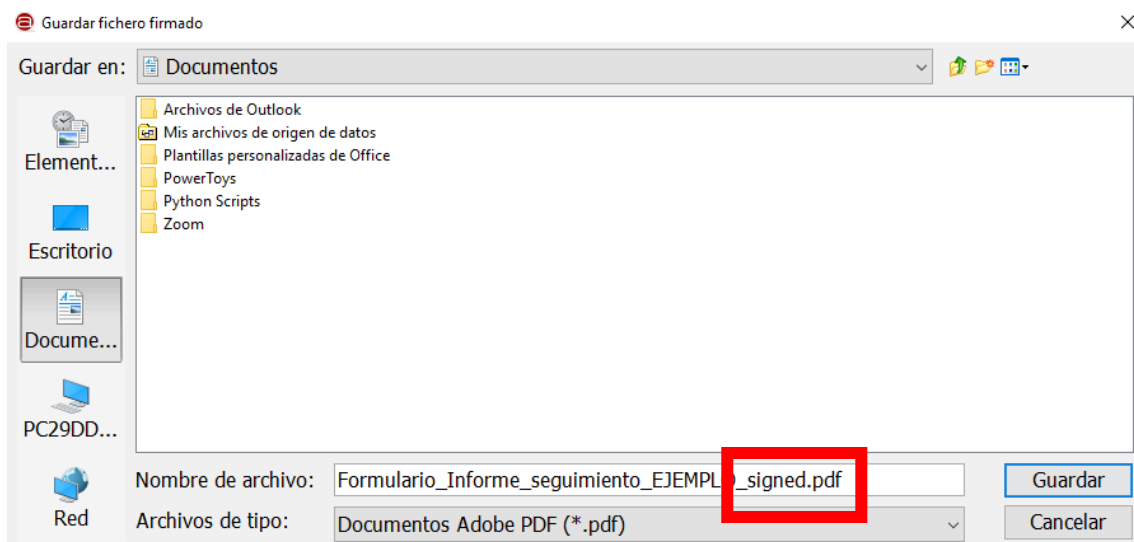 Guardar fichero firmado
Guardar en: Documentos
Archivos de Outlook
Mis archivos de origen de datos
Plantillas personalizadas de Office
PowerToys
Python Scripts
Zoom
Element...
Escritorio
Docume...
PC29DD...
Red
Nombre de archivo: Formulario_Informe_seguimiento_EJEMPLO_signed.pdf
Guardar
Archivos de tipo: Documentos Adobe PDF (*.pdf)
Cancelar